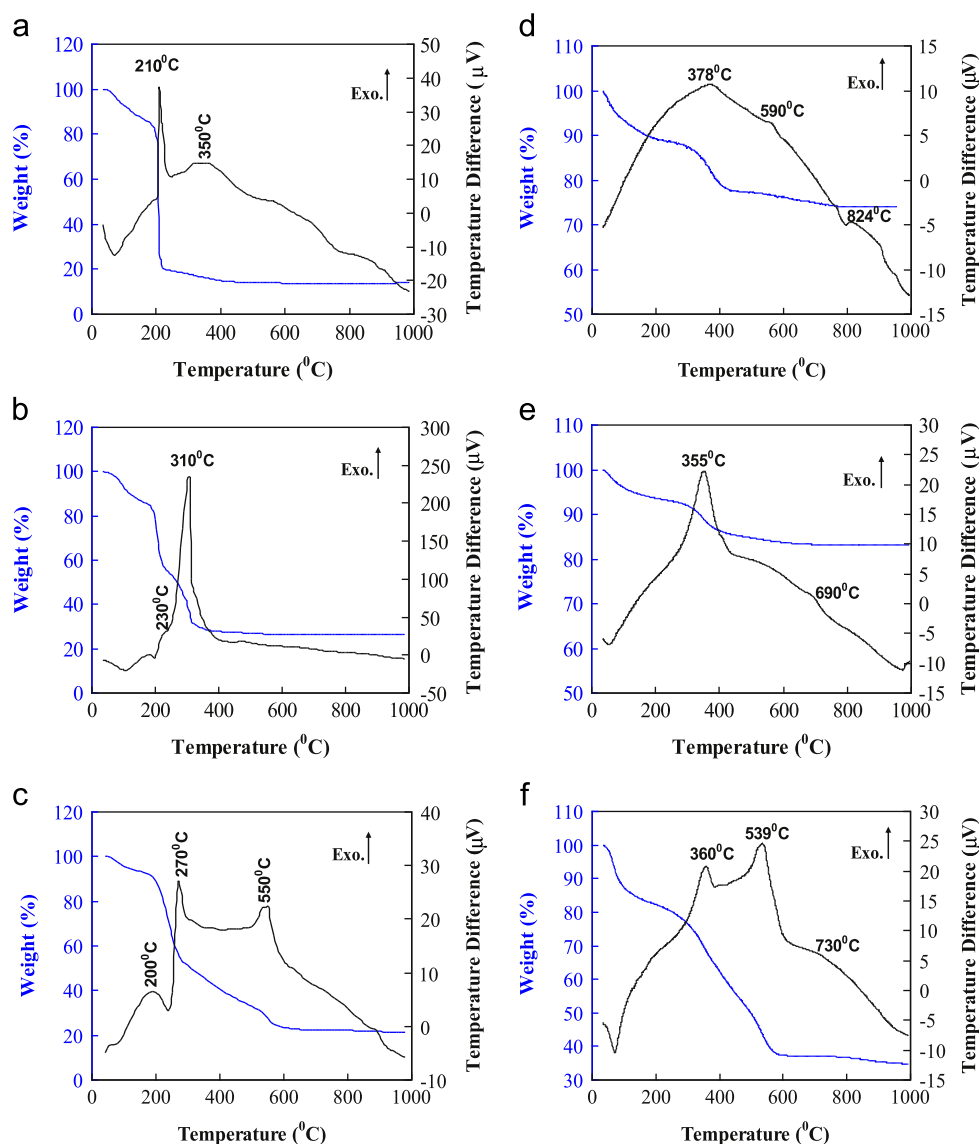 a
Weight (%)
120
100
80
60
40
20
0
210⁰C
350⁰C
Exo.
50
40
30
20
10
0
-10
-20
-30
Temperature Difference ( μV)
0 200 400 600 800 1000
Temperature (⁰C)
d
Weight (%)
110
100
90
80
70
60
50
378⁰C
590⁰C
824⁰C
Exo.
15
10
5
0
-5
-10
-15
Temperature Difference (μV)
0 200 400 600 800 1000
Temperature (⁰C)
b
Weight (%)
120
100
80
60
40
20
0
310⁰C
230⁰C
Exo.
300
250
200
150
100
50
0
-50
Temperature Difference (μV)
0 200 400 600 800 1000
Temperature (⁰C)
e
Weight (%)
110
100
90
80
70
60
50
355⁰C
690⁰C
Exo.
30
25
20
15
10
5
0
-5
-10
-15
Temperature Difference (μV)
0 200 400 600 800 1000
Temperature (⁰C)
c
Weight (%)
120
100
80
60
40
20
0
200⁰C
270⁰C
550⁰C
Exo.
40
30
20
10
0
-10
Temperature Difference (μV)
0 200 400 600 800 1000
Temperature (⁰C)
f
Weight (%)
110
100
90
80
70
60
50
40
30
360⁰C
539⁰C
730⁰C
Exo.
30
25
20
15
10
5
0
-5
-10
-15
Temperature Difference (μV)
0 200 400 600 800 1000
Temperature (⁰C)